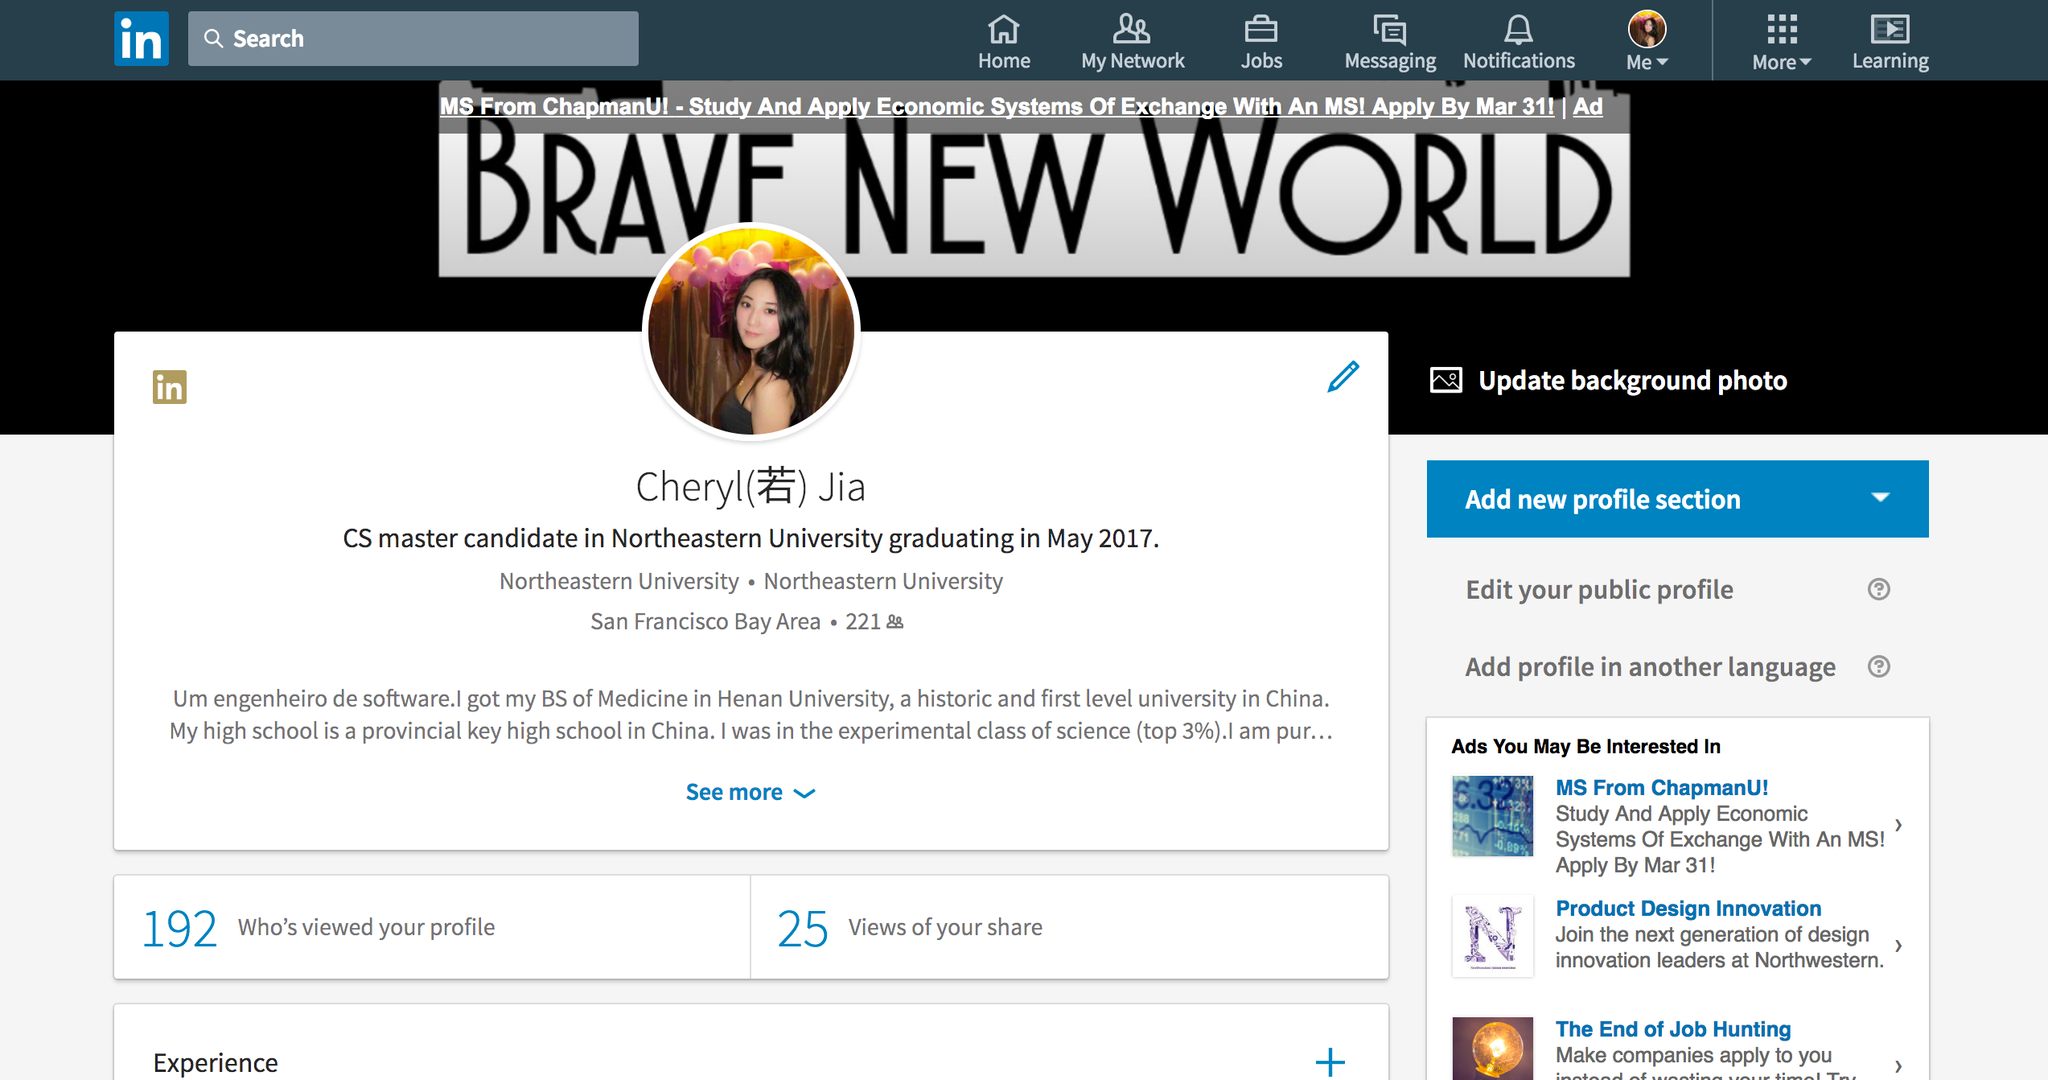 in
Search
Home
My Network
Jobs
Messaging
Notifications
Me
More
Learning
MS From ChapmanU! - Study And Apply Economic Systems Of Exchange With An MS! Apply By Mar 31! | Ad
BRAVE NEW WORLD
Update background photo
in
Cheryl(若) Jia
CS master candidate in Northeastern University graduating in May 2017.
Northeastern University • Northeastern University
San Francisco Bay Area • 221
Um engenheiro de software.I got my BS of Medicine in Henan University, a historic and first level university in China.
My high school is a provincial key high school in China. I was in the experimental class of science (top 3%).I am pur...
See more
192 Who's viewed your profile
25 Views of your share
Experience
Add new profile section
Edit your public profile
Add profile in another language
Ads You May Be Interested In
MS From ChapmanU!
Study And Apply Economic
Systems Of Exchange With An MS!
Apply By Mar 31!
Product Design Innovation
Join the next generation of design
innovation leaders at Northwestern.
The End of Job Hunting
Make companies apply to you
instead of wasting your time! Try